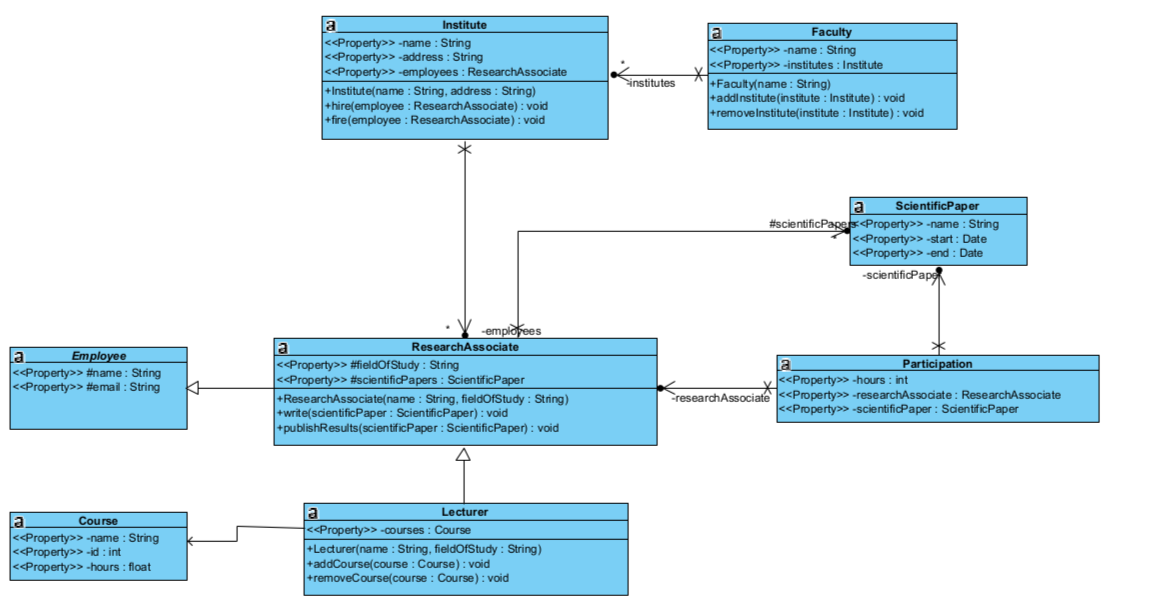 a
Institute
<<Property>> -name : String
<<Property>> -address : String
<<Property>> -employees : ResearchAssociate
+Institute(name : String, address : String)
+hire(employee : ResearchAssociate) : void
+fire(employee : ResearchAssociate) : void
a
Faculty
<<Property>> -name : String
<<Property>> -institutes : Institute
+Faculty(name : String)
+addInstitute(institute : Institute) : void
+removeInstitute(institute : Institute) : void
*
-institutes
a
ScientificPaper
<<Property>> -name : String
<<Property>> -start : Date
<<Property>> -end : Date
#scientificPapers
*
-scientificPaper
*
-employees
a
Employee
<<Property>> #name : String
<<Property>> #email : String
a
ResearchAssociate
<<Property>> #fieldOfStudy : String
<<Property>> #scientificPapers : ScientificPaper
+ResearchAssociate(name : String, fieldOfStudy : String)
+write(scientificPaper : ScientificPaper) : void
+publishResults(scientificPaper : ScientificPaper) : void
-researchAssociate
a
Participation
<<Property>> -hours : int
<<Property>> -researchAssociate : ResearchAssociate
<<Property>> -scientificPaper : ScientificPaper
a
Course
<<Property>> -name : String
<<Property>> -id : int
<<Property>> -hours : float
a
Lecturer
<<Property>> -courses : Course
+Lecturer(name : String, fieldOfStudy : String)
+addCourse(course : Course) : void
+removeCourse(course : Course) : void